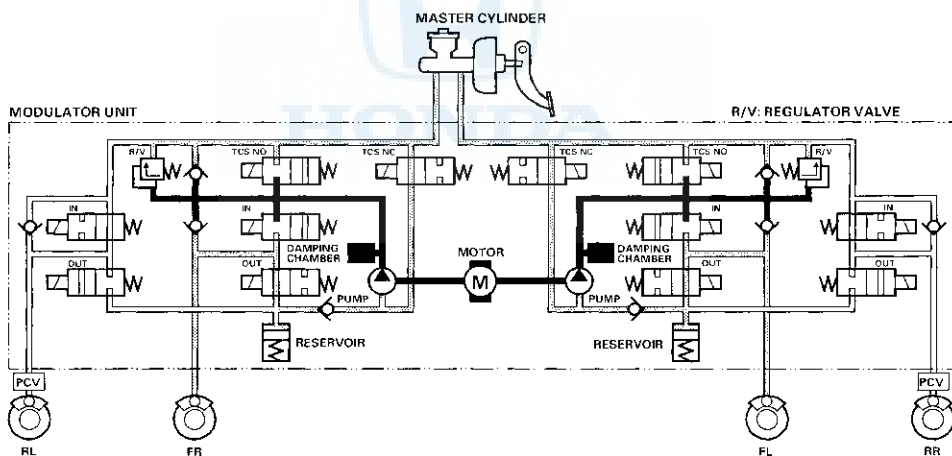 MASTER CYLINDER
MODULATOR UNIT
R/V: REGULATOR VALVE
HONDA
R/V
TCS NO
TCS NC
TCS NC
TCS NO
R/V
IN
IN
IN
IN
DAMPING
CHAMBER
MOTOR
DAMPING
CHAMBER
OUT
OUT
M
OUT
OUT
PUMP
PUMP
RESERVOIR
RESERVOIR
PCV
PCV
RL
FR
FL
RR